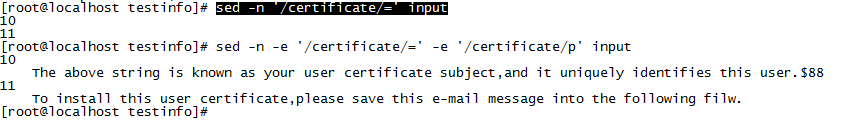 [root@localhost testinfo]# sed -n '/certificate/=' input
10
11
[root@localhost testinfo]# sed -n -e '/certificate/=' -e '/certificate/p' input
10
    The above string is known as your user certificate subject,and it uniquely identifies this user.$88
11
    To install this user certificate,please save this e-mail message into the following filw.
[root@localhost testinfo]#